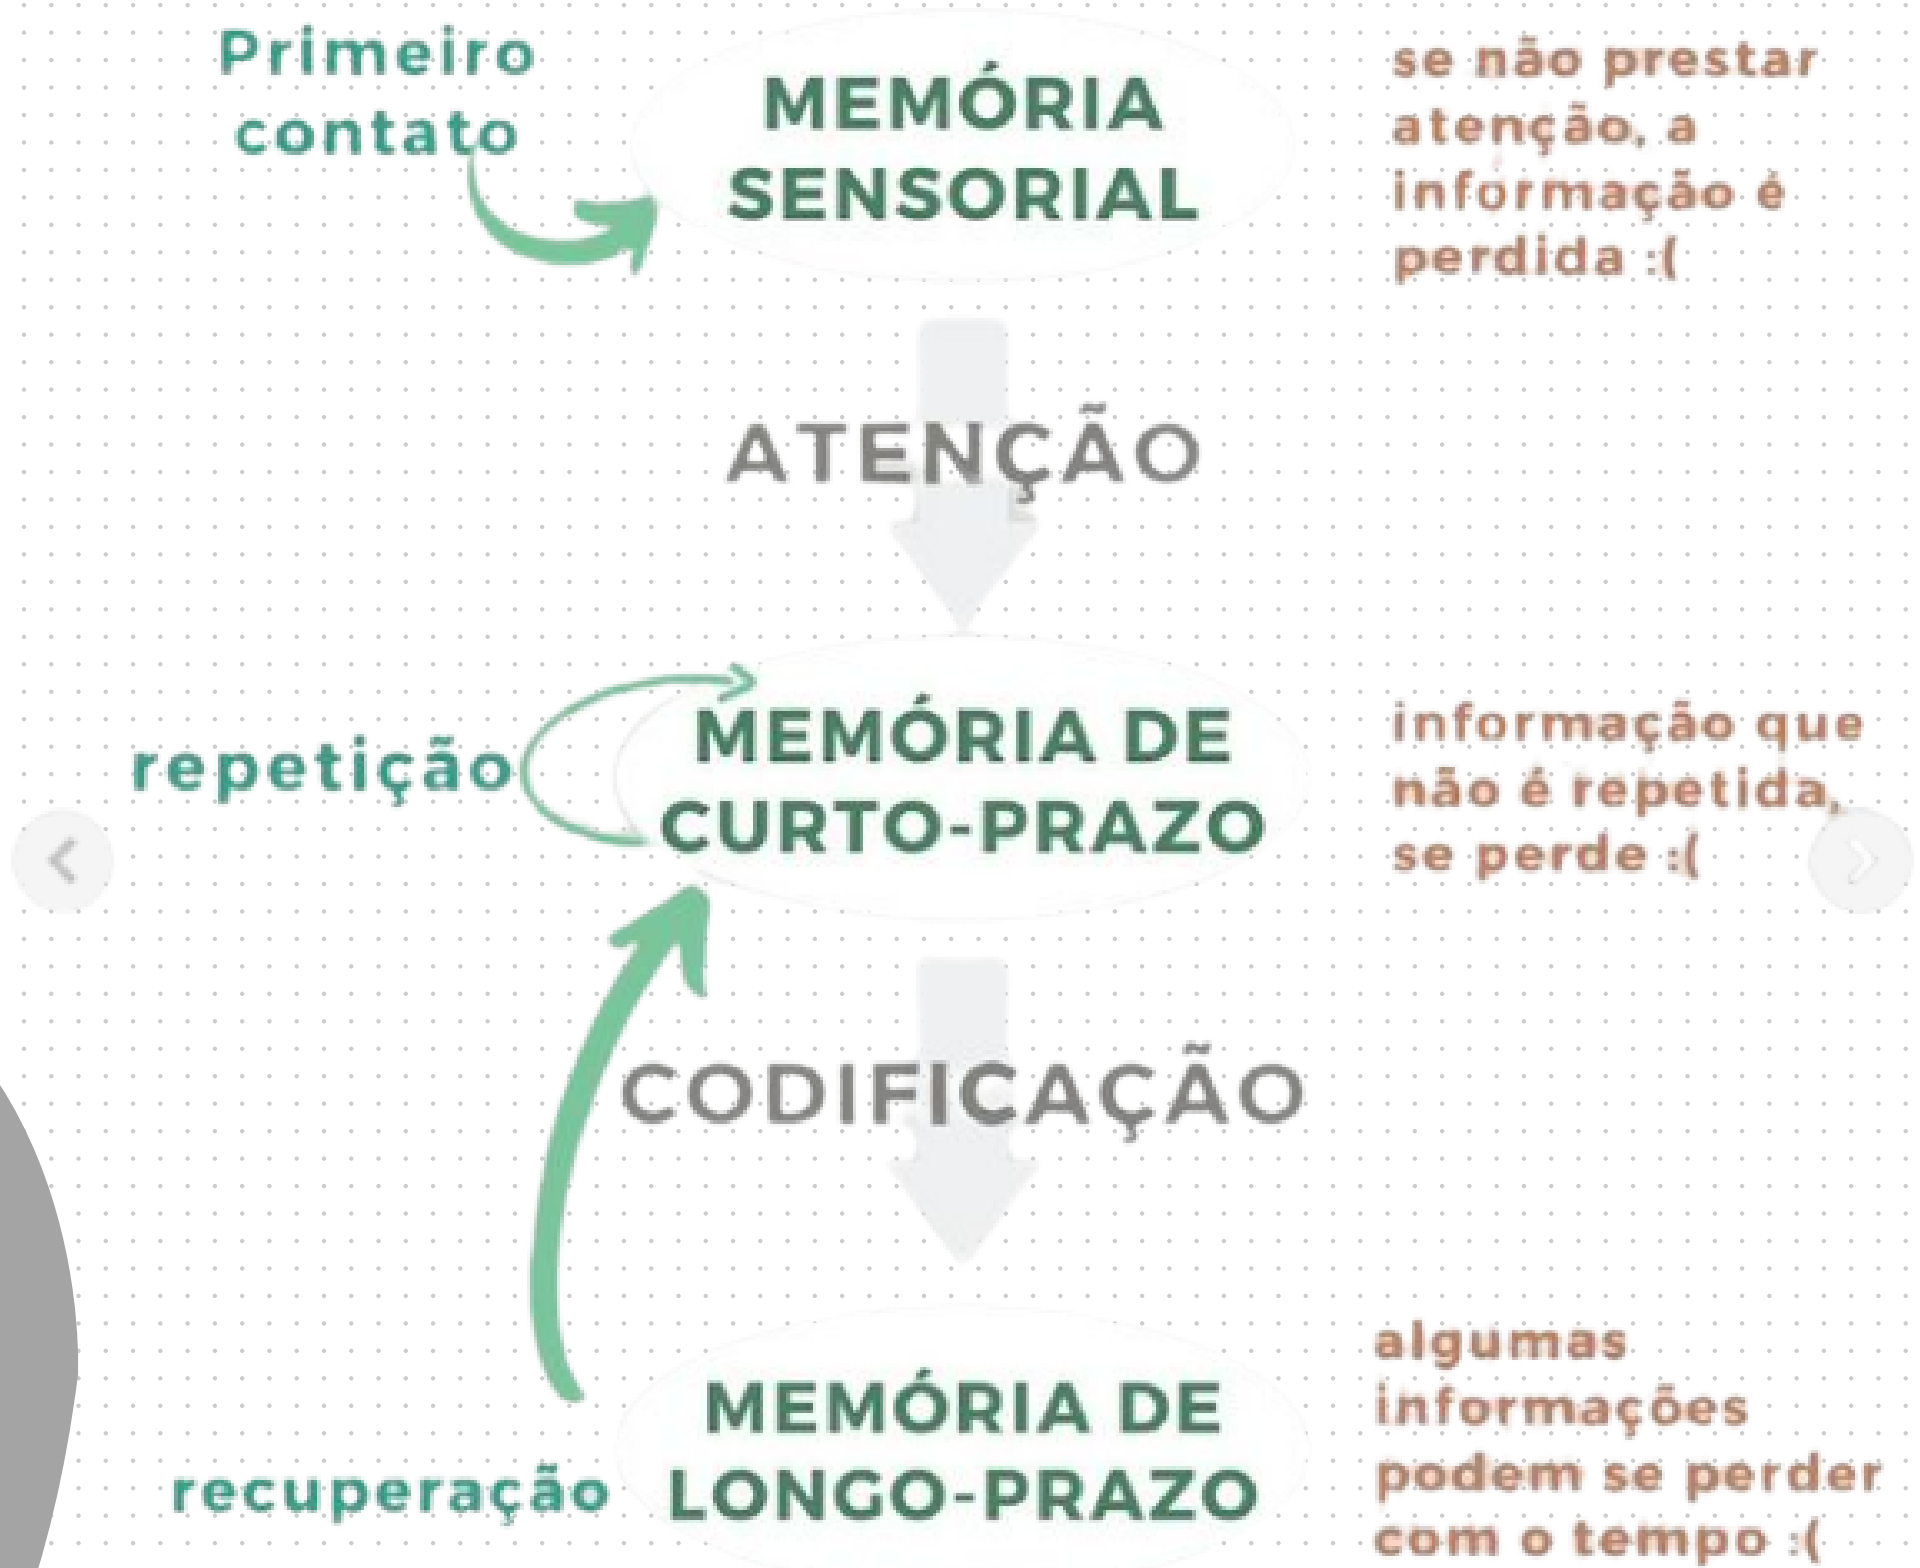 Primeiro
contato
MEMÓRIA
SENSORIAL
se não prestar
atenção, a
informação é
perdida :(
ATENÇÃO
repetição
MEMÓRIA DE
CURTO-PRAZO
informação que
não é repetida,
se perde :(
CODIFICAÇÃO
recuperação
MEMÓRIA DE
LONGO-PRAZO
algumas
informações
podem se perder
com o tempo :(